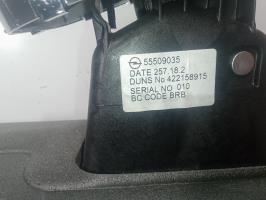 55509035
DATE 257.18.2
DUNS No 422158915
SERIAL NO 010
BC CODE BRB